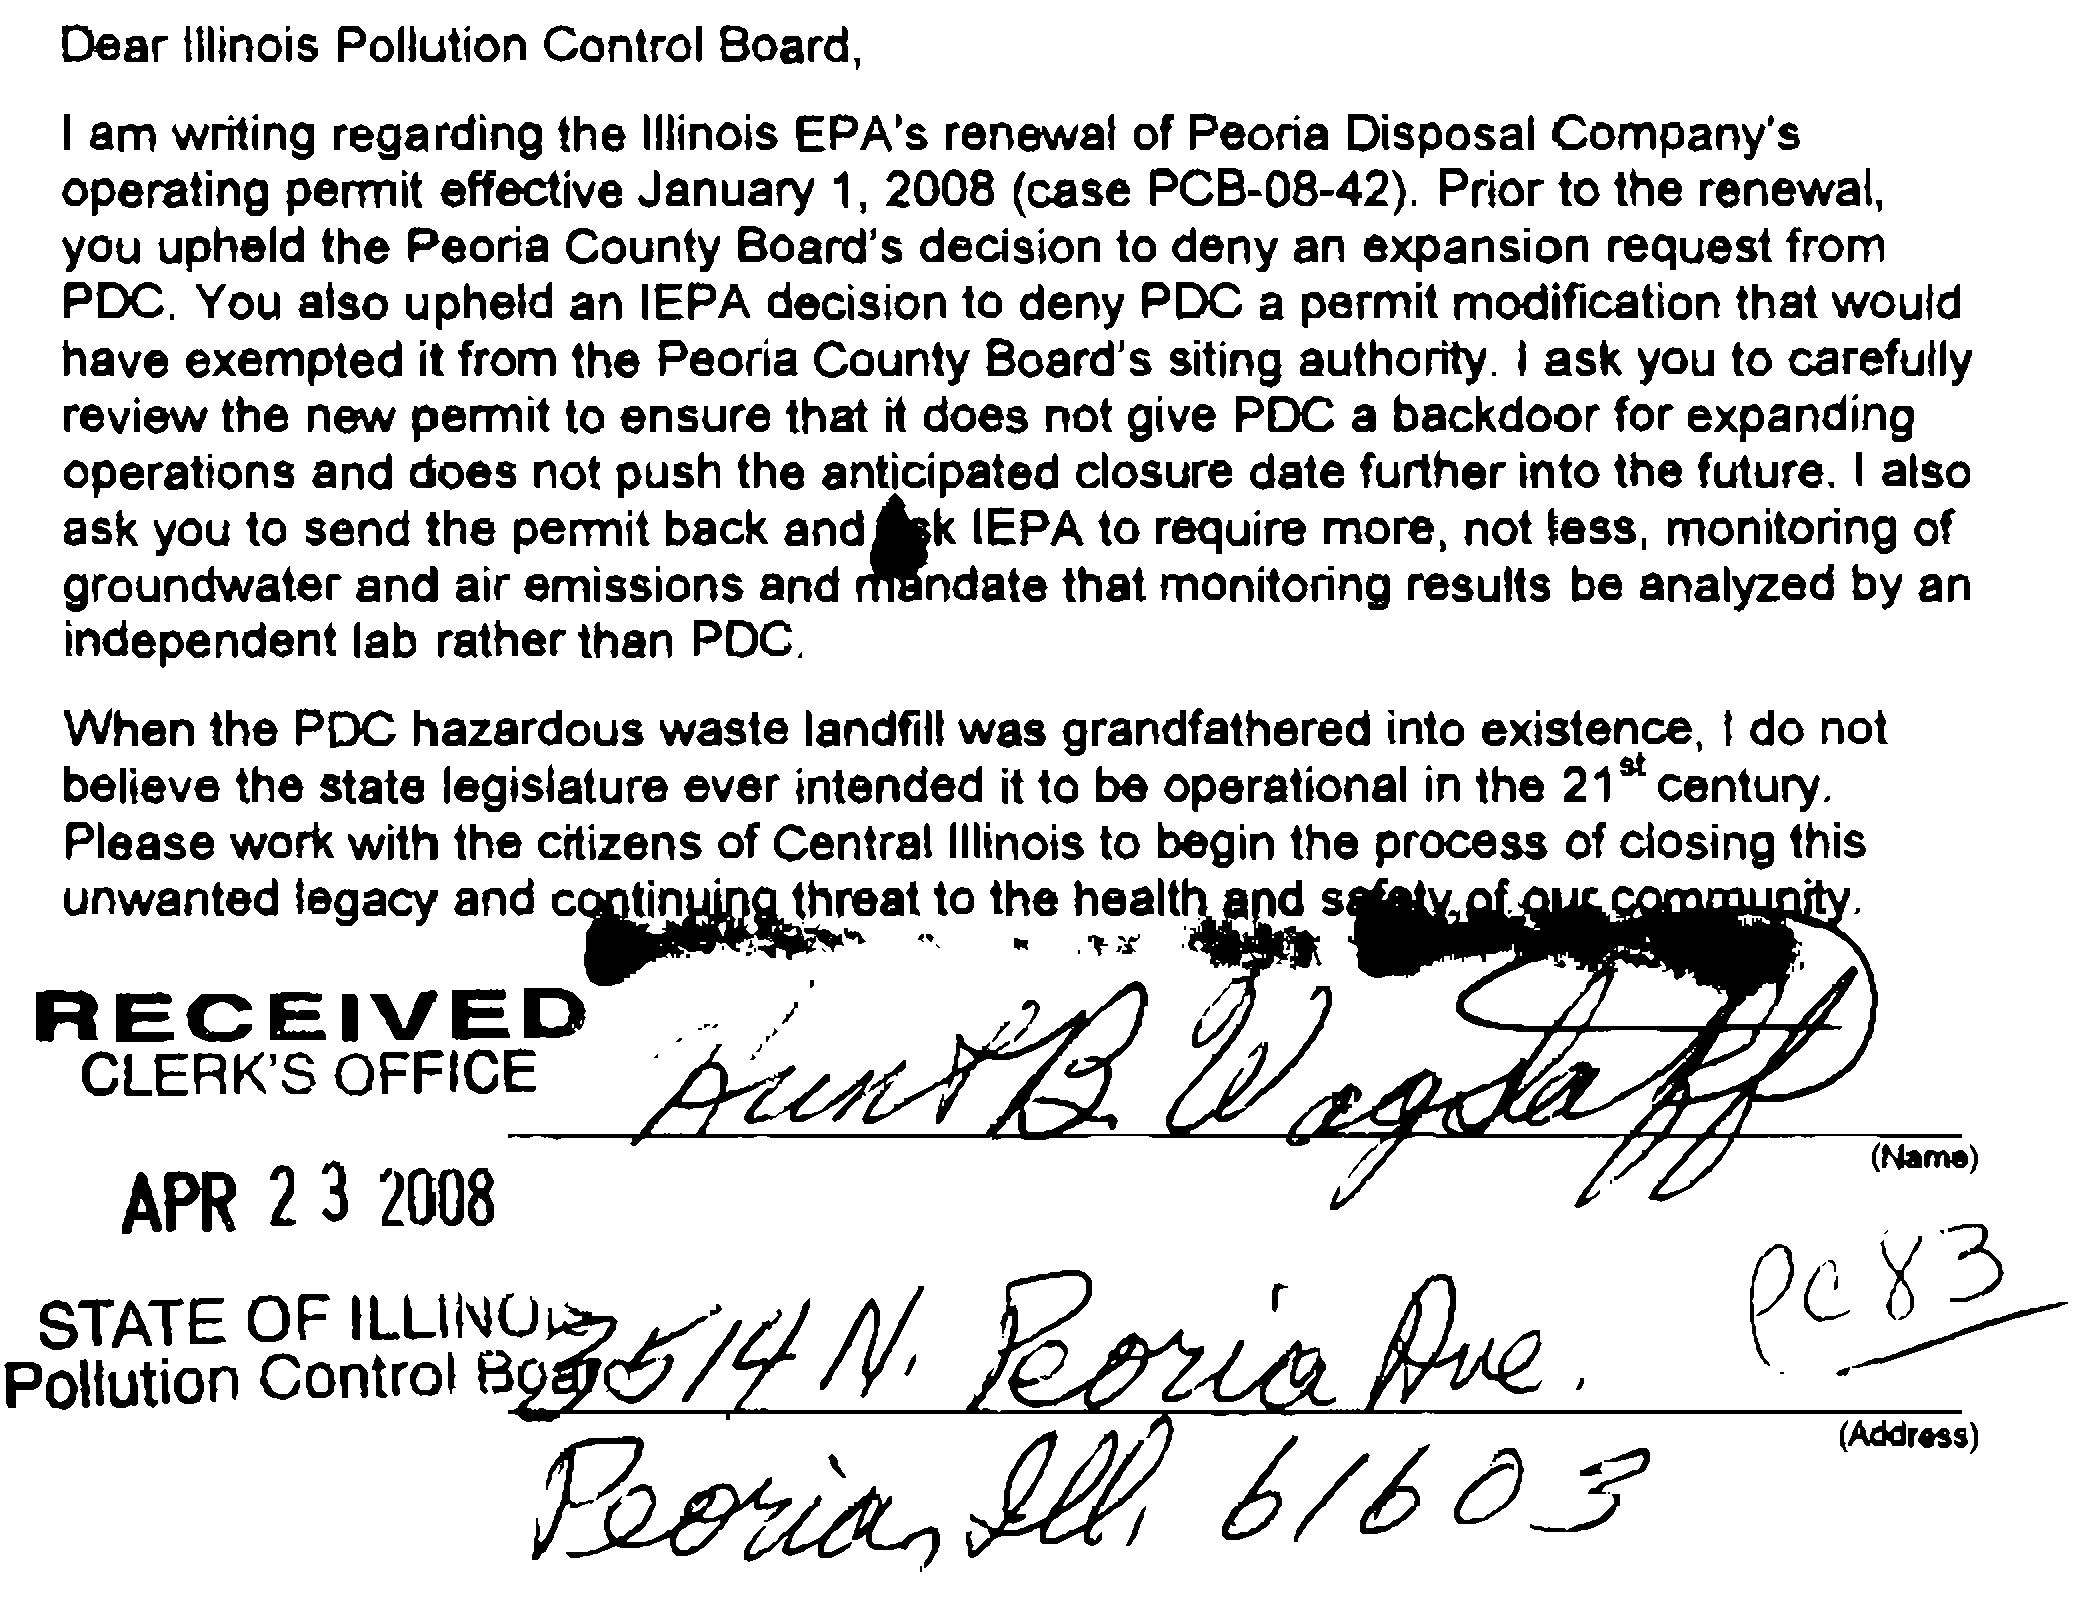 Dear Illinois Pollution Control Board,
I am writing regarding the Illinois EPA's renewal of Peoria Disposal Company's
operating permit effective January 1, 2008 (case PCB-08-42). Prior to the renewal,
you upheld the Peoria County Board's decision to deny an expansion request from
PDC. You also upheld an IEPA decision to deny PDC a permit modification that would
have exempted it from the Peoria County Board's siting authority. I ask you to carefully
review the new permit to ensure that it does not give PDC a backdoor for expanding
operations and does not push the anticipated closure date further into the future. I also
ask you to send the permit back and ask IEPA to require more, not less, monitoring of
groundwater and air emissions and mandate that monitoring results be analyzed by an
independent lab rather than PDC.
When the PDC hazardous waste landfill was grandfathered into existence, I do not
believe the state legislature ever intended it to be operational in the 21st century.
Please work with the citizens of Central Illinois to begin the process of closing this
unwanted legacy and continuing threat to the health and safety of our community.
RECEIVED
CLERK'S OFFICE
B. Wagstaff
(Name)
APR 23 2008
PC 83
STATE OF ILLINOIS
Pollution Control Board
3514 N. Peoria Ave.
(Address)
Peoria, Ill. 61603